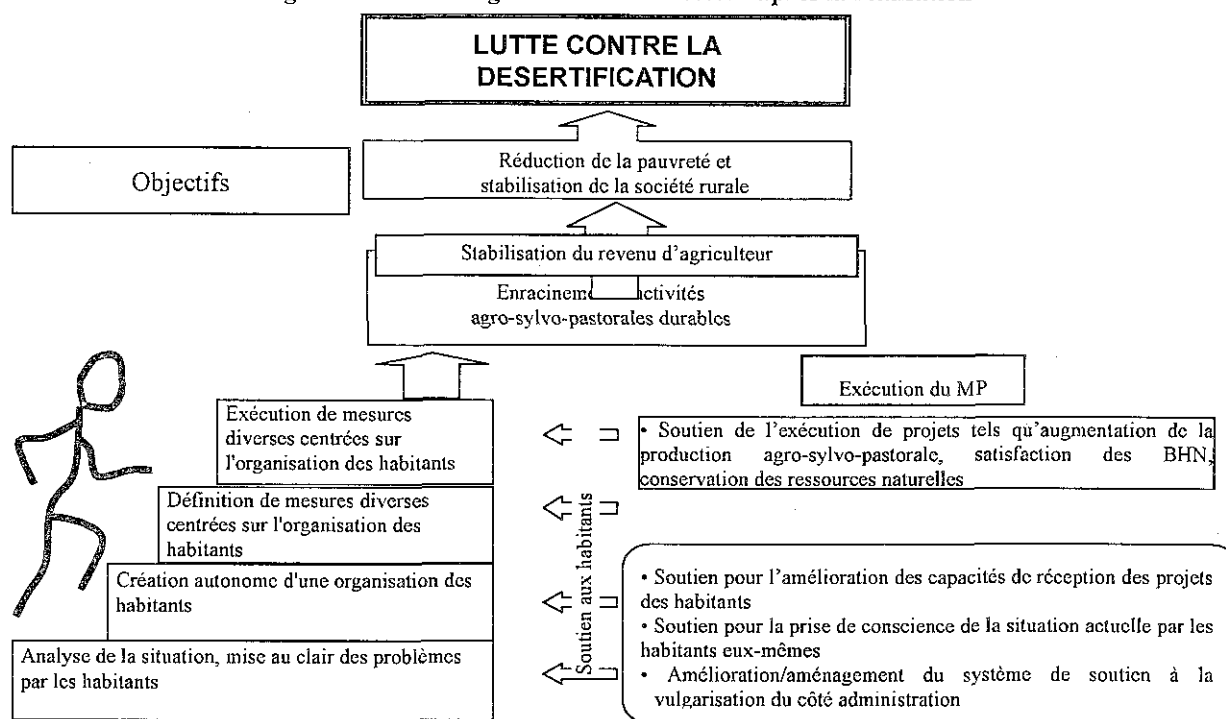 LUTTE CONTRE LA
DESERTIFICATION
Objectifs
Réduction de la pauvreté et
stabilisation de la société rurale
Stabilisation du revenu d'agriculteur
agro-sylvo-pastorales durables
Exécution du MP
Exécution de mesures
diverses centrées sur
l'organisation des habitants
• Soutien de l'exécution de projets tels qu'augmentation de la
production agro-sylvo-pastorale, satisfaction des BHN,
conservation des ressources naturelles
Définition de mesures diverses
centrées sur l'organisation des
habitants
Création autonome d'une organisation des
habitants
Analyse de la situation, mise au clair des problèmes
par les habitants
Soutien aux habitants
• Soutien pour l'amélioration des capacités de réception des projets
des habitants
• Soutien pour la prise de conscience de la situation actuelle par les
habitants eux-mêmes
• Amélioration/aménagement du système de soutien à la
vulgarisation du côté administration